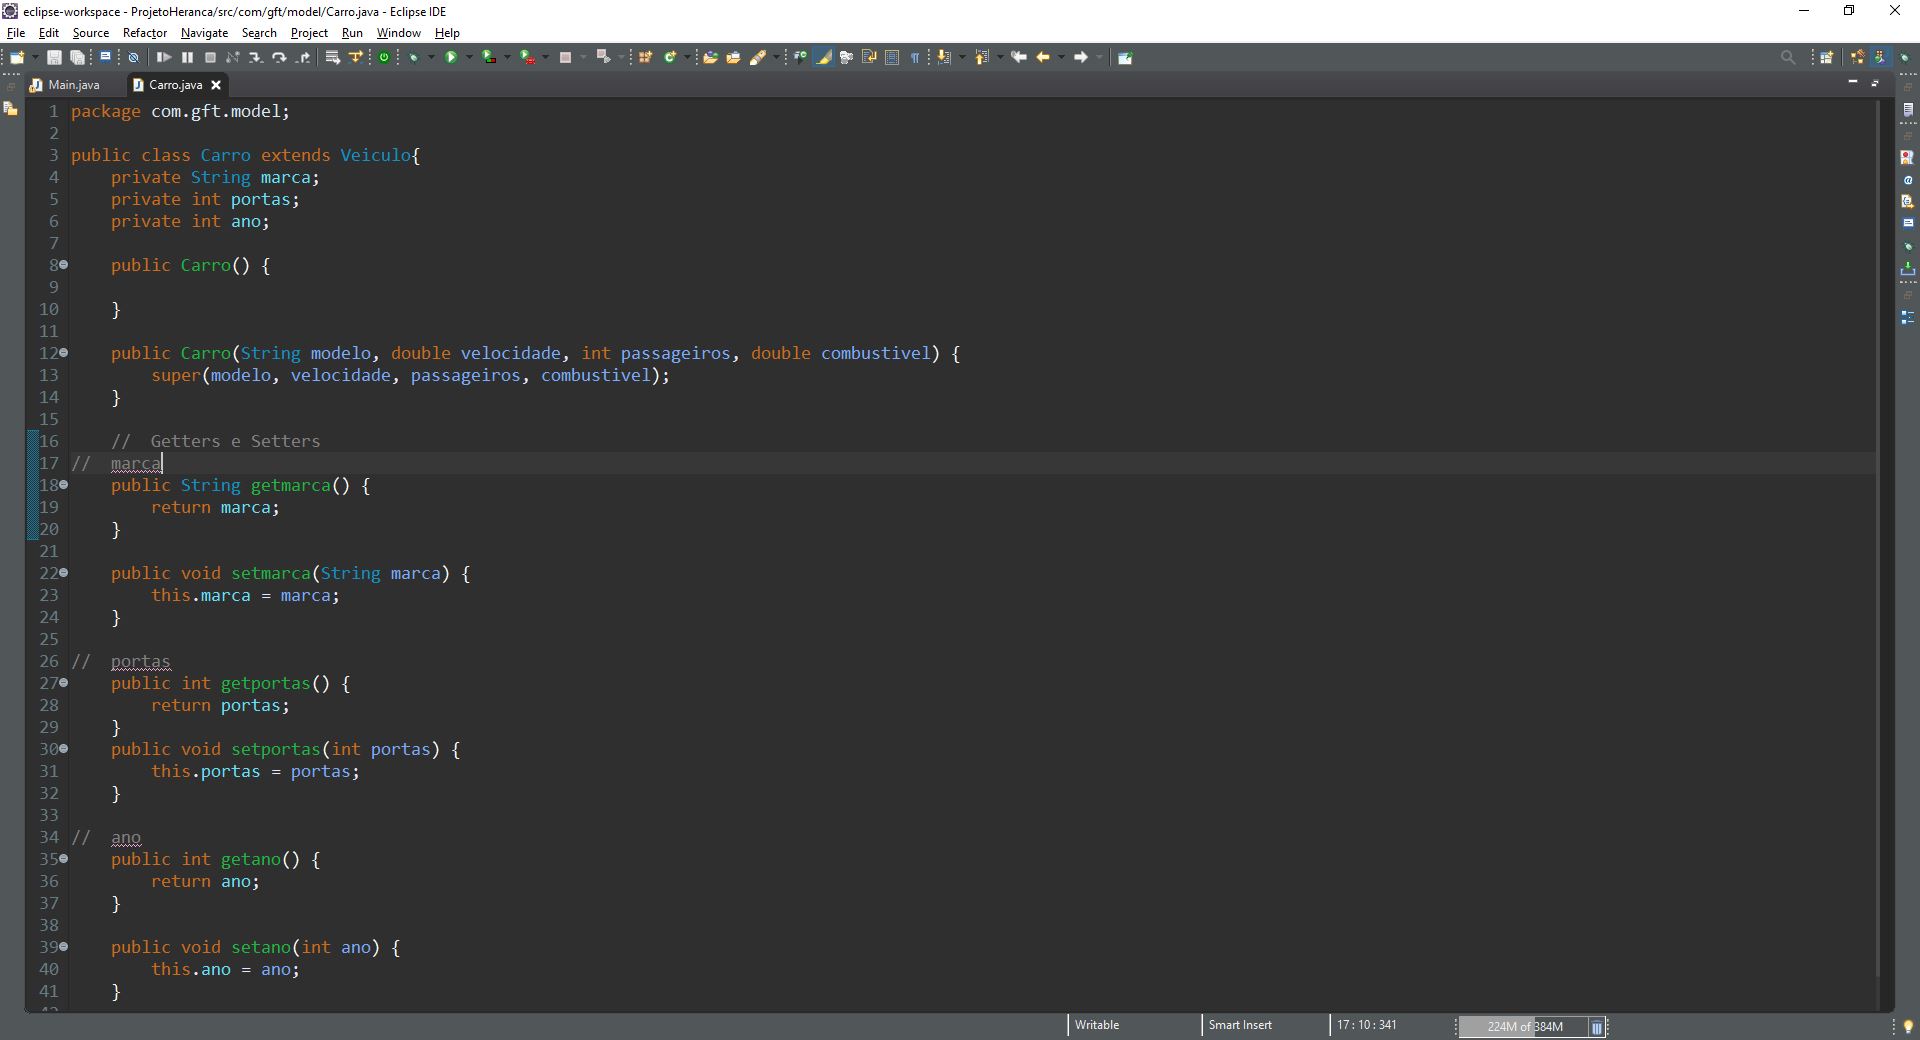 eclipse-workspace - ProjetoHeranca/src/com/gft/model/Carro.java - Eclipse IDE
File Edit Source Refactor Navigate Search Project Run Window Help
Main.java Carro.java
1 package com.gft.model;
2
3 public class Carro extends Veiculo{
4 private String marca;
5 private int portas;
6 private int ano;
7
8 public Carro() {
9
10 }
11
12 public Carro(String modelo, double velocidade, int passageiros, double combustivel) {
13 super(modelo, velocidade, passageiros, combustivel);
14 }
15
16 // Getters e Setters
17 // marca
18 public String getmarca() {
19 return marca;
20 }
21
22 public void setmarca(String marca) {
23 this.marca = marca;
24 }
25
26 // portas
27 public int getportas() {
28 return portas;
29 }
30 public void setportas(int portas) {
31 this.portas = portas;
32 }
33
34 // ano
35 public int getano() {
36 return ano;
37 }
38
39 public void setano(int ano) {
40 this.ano = ano;
41 }
Writable Smart Insert 17 : 10 : 341 224M of 384M